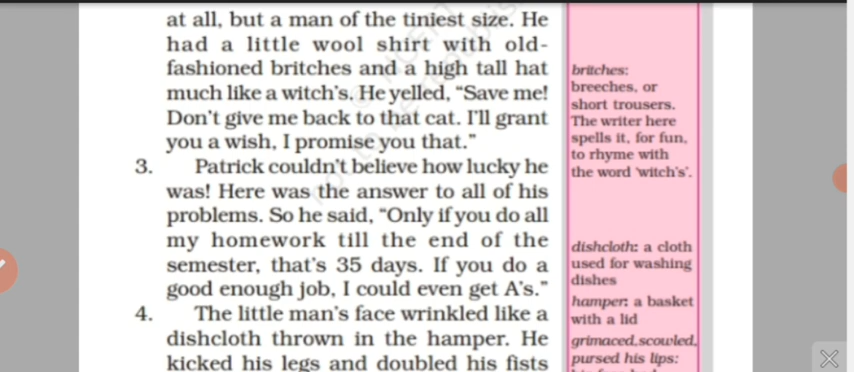 at all, but a man of the tiniest size. He
had a little wool shirt with old-
fashioned britches and a high tall hat
much like a witch's. He yelled, “Save me!
Don't give me back to that cat. I'll grant
you a wish, I promise you that.”
3. Patrick couldn't believe how lucky he
was! Here was the answer to all of his
problems. So he said, “Only if you do all
my homework till the end of the
semester, that's 35 days. If you do a
good enough job, I could even get A's.”
4. The little man's face wrinkled like a
dishcloth thrown in the hamper. He
kicked his legs and doubled his fists
britches:
breeches, or
short trousers.
The writer here
spells it, for fun,
to rhyme with
the word ‘witch's’.
dishcloth: a cloth
used for washing
dishes
hamper: a basket
with a lid
grimaced,scowled,
pursed his lips: